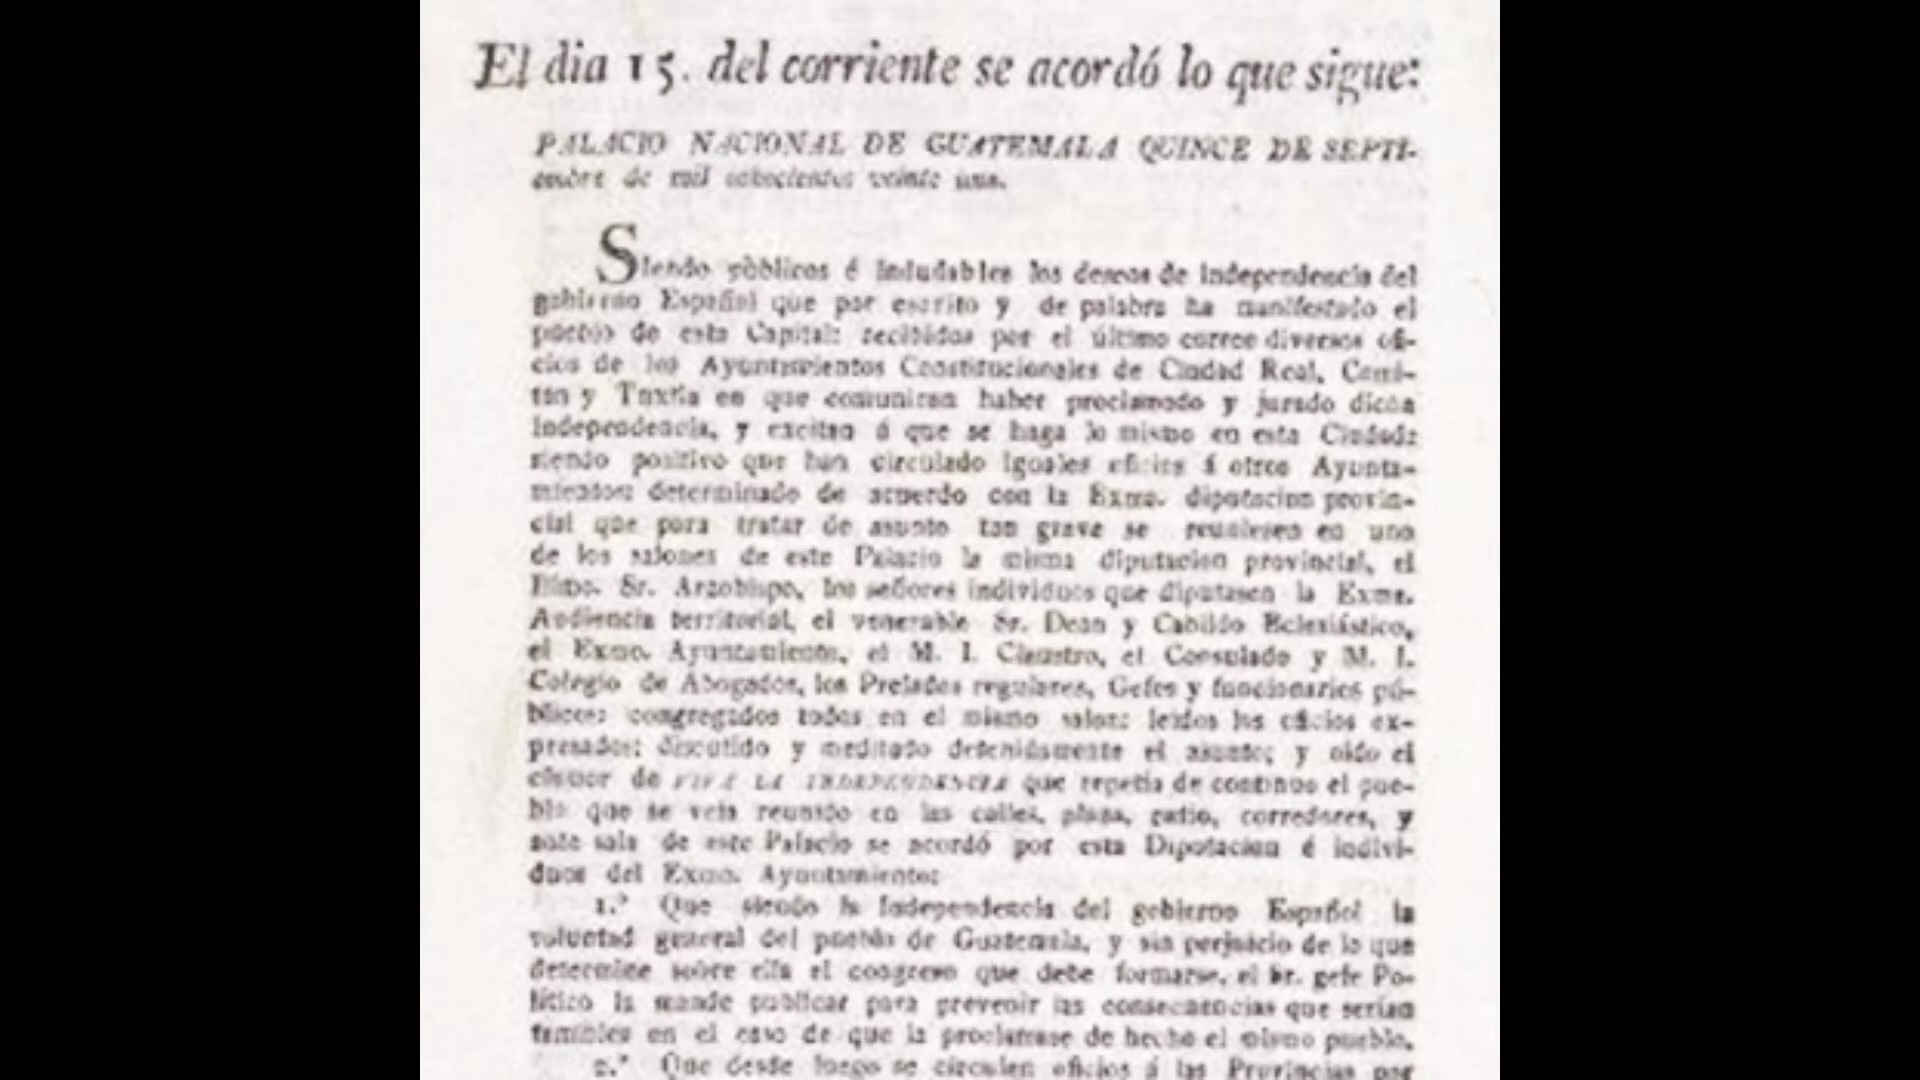 El dia 15. del corriente se acordó lo que sigue:
PALACIO NACIONAL DE GUATEMALA QUINCE DE SEPTI-
embre de mil ochocientos veinte uno.
Siendo públicos é indudables los deseos de independencia del
gobierno Español que por escrito y de palabra ha manifestado el
pueblo de esta Capital: recibidos por el último correo diversos ofi-
cios de los Ayuntamientos Constitucionales de Ciudad Real, Comi-
tan y Tuxtla en que comunican haber proclamado y jurado dicha
independencia, y excitan á que se haga lo mismo en esta Ciudad:
siendo positivo que han circulado iguales oficios á otros Ayunta-
mientos: determinado de acuerdo con la Exma. diputacion provin-
cial que para tratar de asunto tan grave se reuniesen en uno
de los salones de este Palacio la misma diputacion provincial, el
Illmo. Sr. Arzobispo, los señores individuos que diputasen la Exma.
Audiencia territorial, el venerable Sr. Dean y Cabildo Eclesiástico,
el Exmo. Ayuntamiento, el M. I. Claustro, el Consulado y M. I.
Colegio de Abogados, los Prelados regulares, Gefes y funcionarios pú-
blicos: congregados todos en el mismo salon: leidos los oficios ex-
presados: discutido y meditado detenidamente el asunto; y oido el
clamor de VIVA LA INDEPENDENCIA que repetia de continuo el pue-
blo que se veia reunido en las calles, plaza, patio, corredores, y
ante sala de este Palacio se acordó por esta Diputacion é indivi-
duos del Exmo. Ayuntamiento:
1.º Que siendo la Independencia del gobierno Español la
voluntad general del pueblo de Guatemala, y sin perjuicio de lo que
determine sobre ella el congreso que debe formarse, el Sr. gefe Po-
lítico la mande publicar para prevenir las consecuencias que serian
temibles en el caso de que la proclamase de hecho el mismo pueblo.
2.º Que desde luego se circulen oficios á las Provincias por